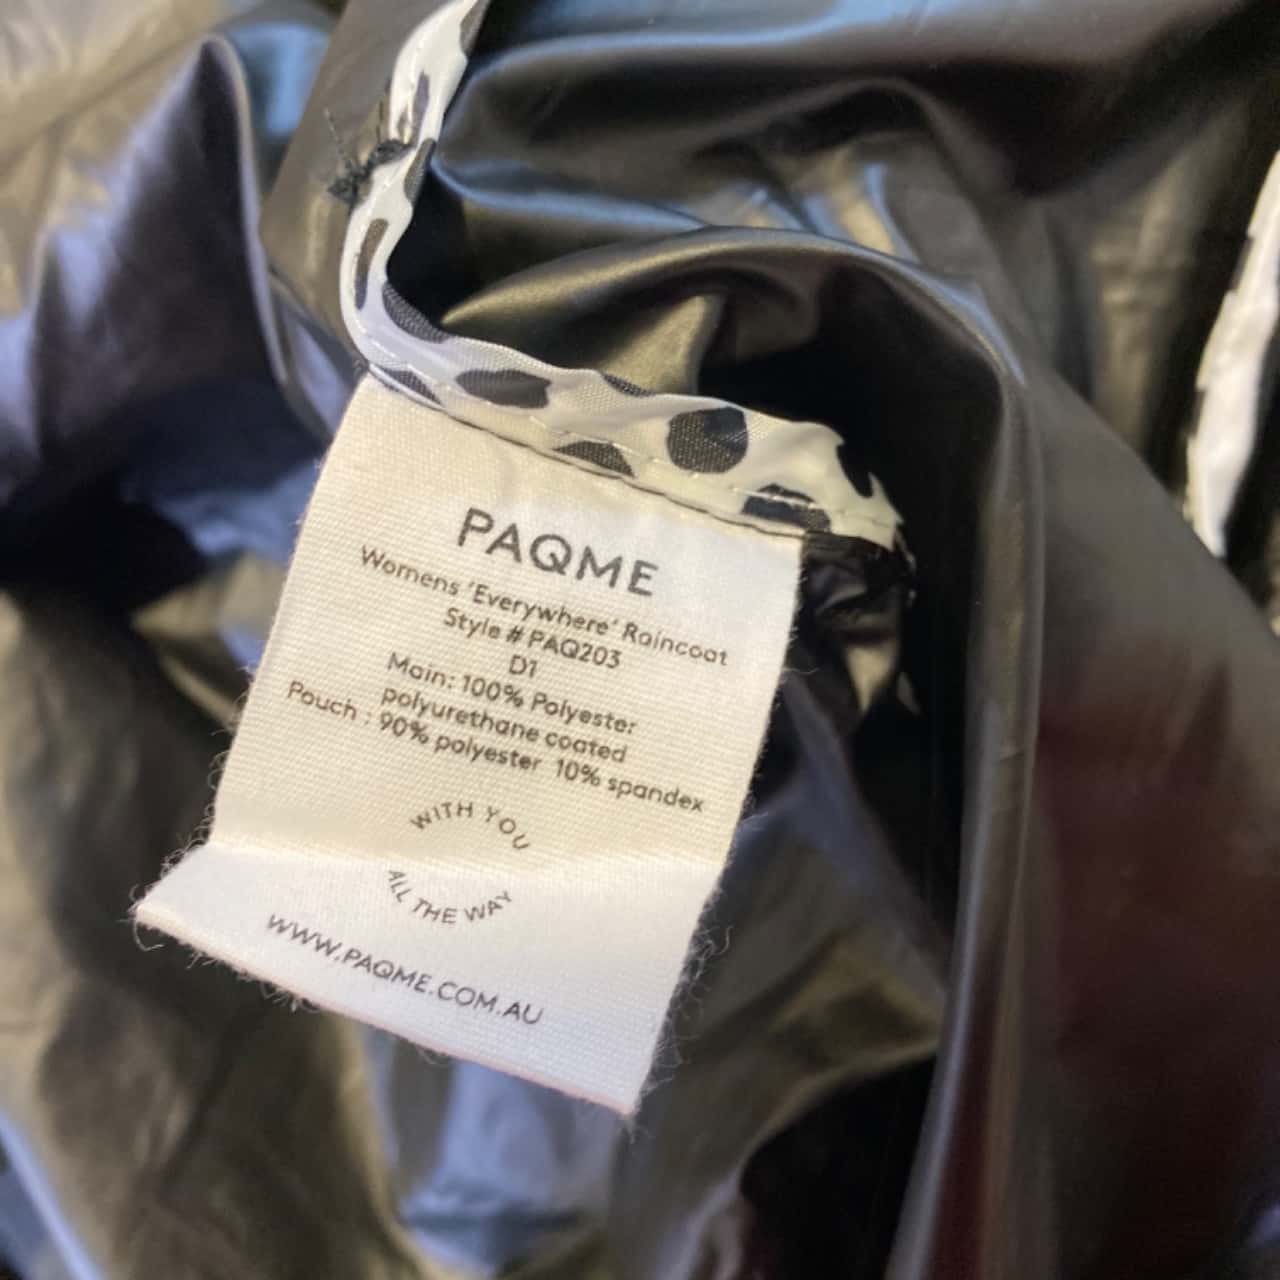 PAQME
Womens 'Everywhere' Raincoat
Style # PAQ203
D1
Main: 100% Polyester
polyurethane coated
Pouch : 90% polyester 10% spandex
WITH YOU
ALL THE WAY
WWW.PAQME.COM.AU